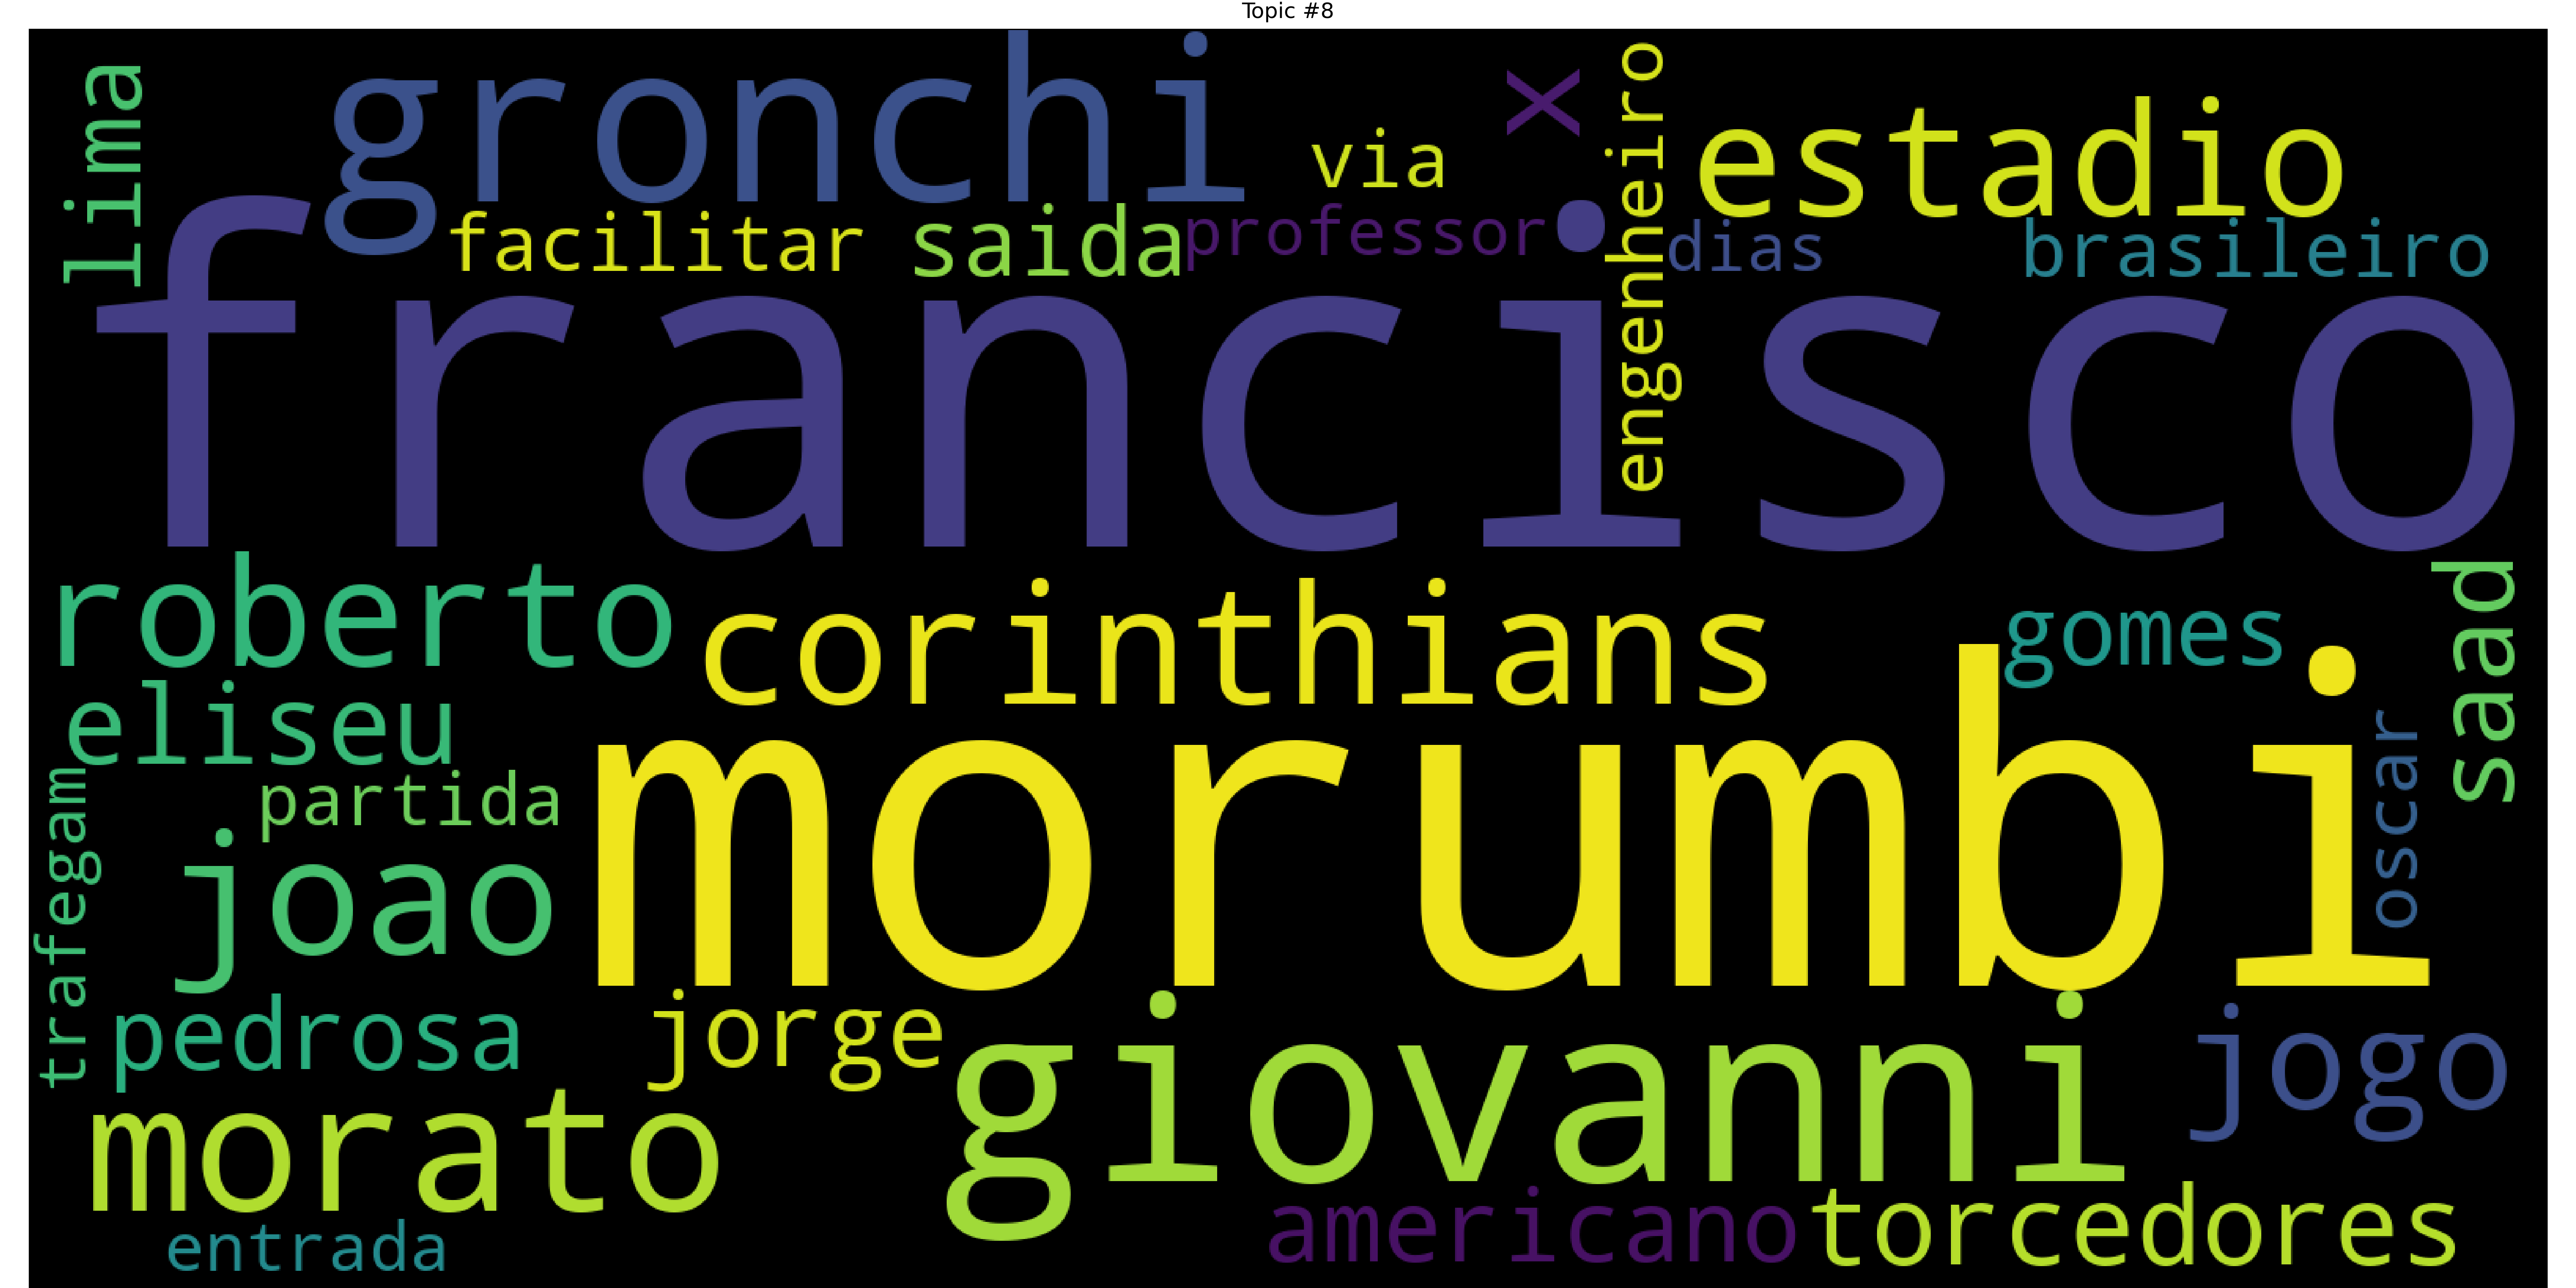 Topic #8
lima
gronchi
via
x
engenheiro
estadio
facilitar
saida
professor
dias
brasileiro
francisco
roberto
corinthians
gomes
saad
eliseu
morumbi
oscar
partida
trafegam
joao
pedrosa
jorge
giovanni
jogo
morato
americano
torcedores
entrada